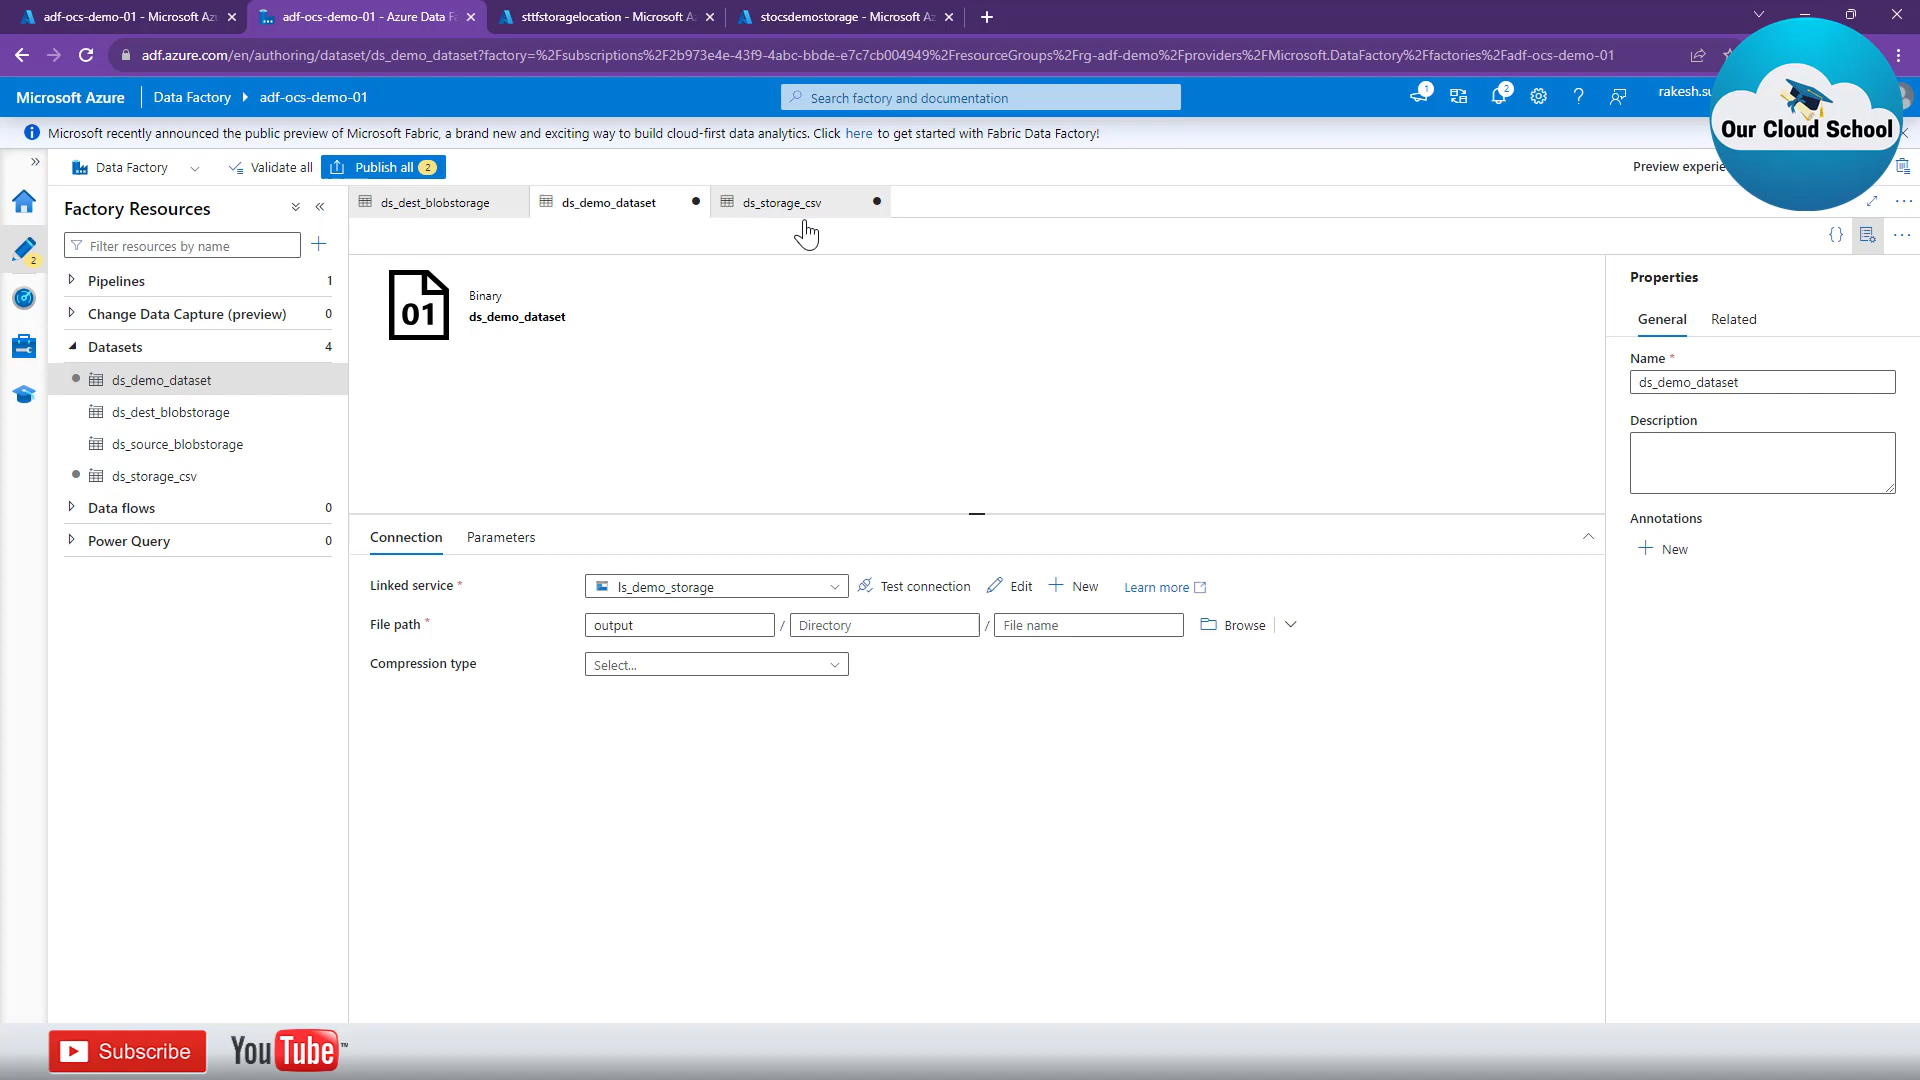 adf-ocs-demo-01 - Microsoft Az
adf-ocs-demo-01 - Azure Data F
sttfstoragelocation - Microsoft A
stocsdemostorage - Microsoft Az
adf.azure.com/en/authoring/dataset/ds_demo_dataset?factory=%2Fsubscriptions%2F2b973e4e-43f9-4abc-bbde-e7c7cb004949%2FresourceGroups%2Frg-adf-demo%2Fproviders%2FMicrosoft.DataFactory%2Ffactories%2Fadf-ocs-demo-01
Microsoft Azure
Data Factory
adf-ocs-demo-01
Search factory and documentation
1
2
rakesh.su
Our Cloud School
Microsoft recently announced the public preview of Microsoft Fabric, a brand new and exciting way to build cloud-first data analytics. Click here to get started with Fabric Data Factory!
Data Factory
Validate all
Publish all 2
Preview experie
2
Factory Resources
Filter resources by name
Pipelines 1
Change Data Capture (preview) 0
Datasets 4
ds_demo_dataset
ds_dest_blobstorage
ds_source_blobstorage
ds_storage_csv
Data flows 0
Power Query 0
ds_dest_blobstorage
ds_demo_dataset
ds_storage_csv
01
Binary
ds_demo_dataset
Connection
Parameters
Linked service *
ls_demo_storage
Test connection
Edit
New
Learn more
File path *
output / Directory / File name
Browse
Compression type
Select...
Properties
General
Related
Name *
ds_demo_dataset
Description
Annotations
New
Subscribe
YouTube